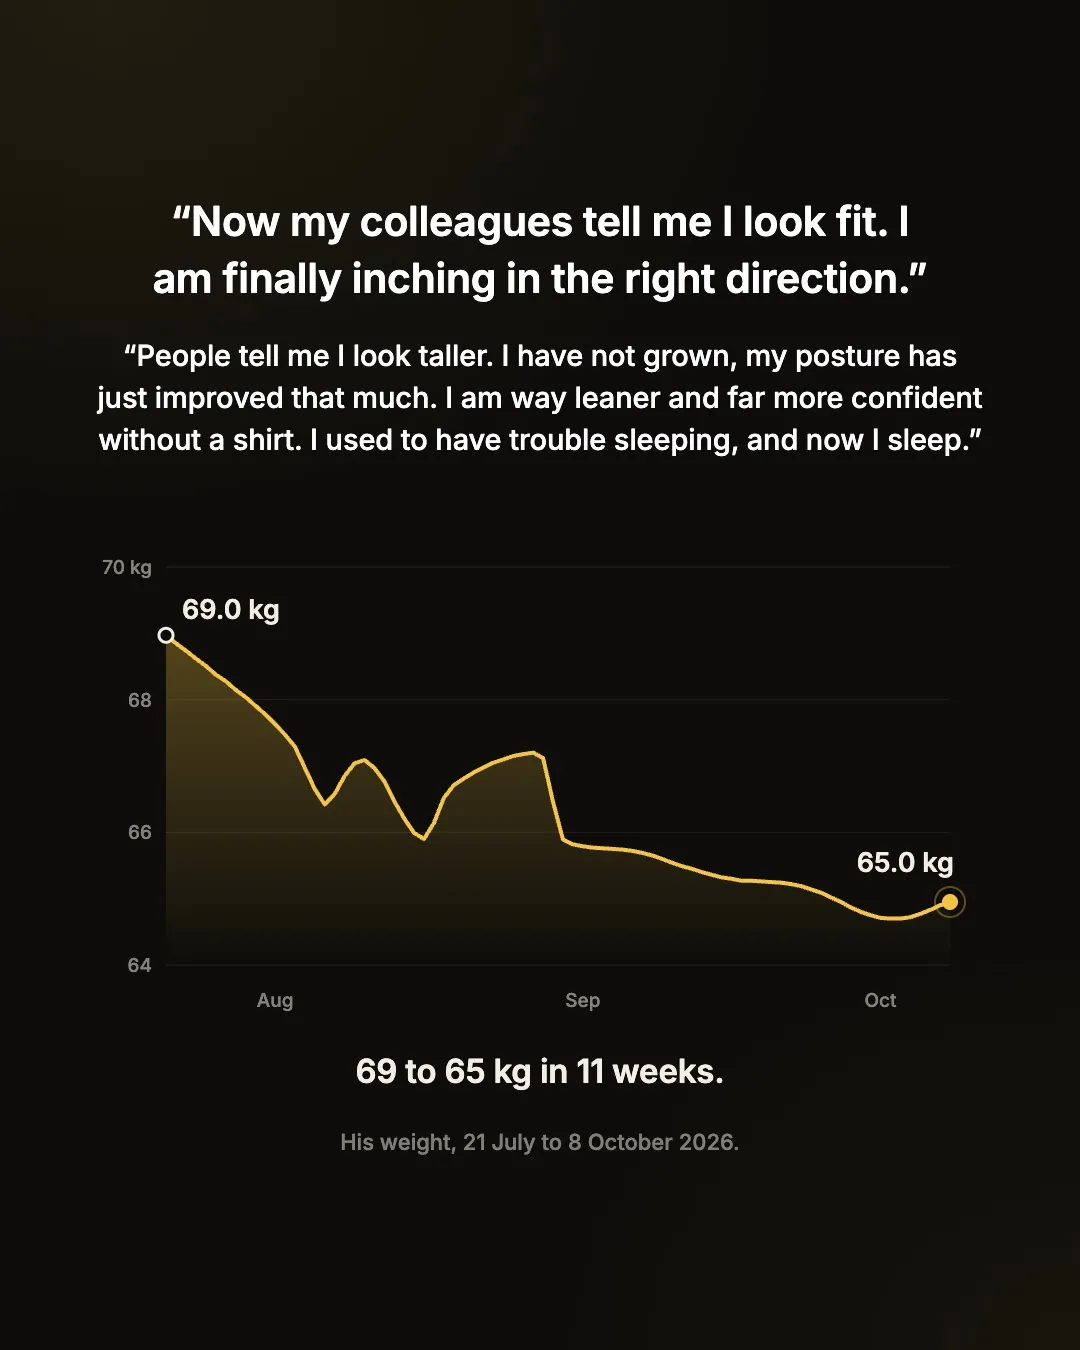 “Now my colleagues tell me I look fit. I
am finally inching in the right direction.”
“People tell me I look taller. I have not grown, my posture has
just improved that much. I am way leaner and far more confident
without a shirt. I used to have trouble sleeping, and now I sleep.”
70 kg
69.0 kg
68
66
65.0 kg
64
Aug
Sep
Oct
69 to 65 kg in 11 weeks.
His weight, 21 July to 8 October 2026.